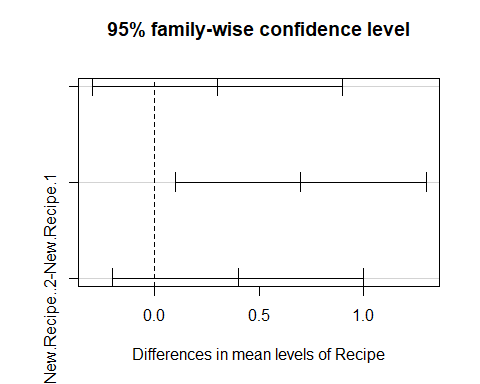 95% family-wise confidence level
New.Recipe..2-New.Recipe.1
0.0 0.5 1.0
Differences in mean levels of Recipe